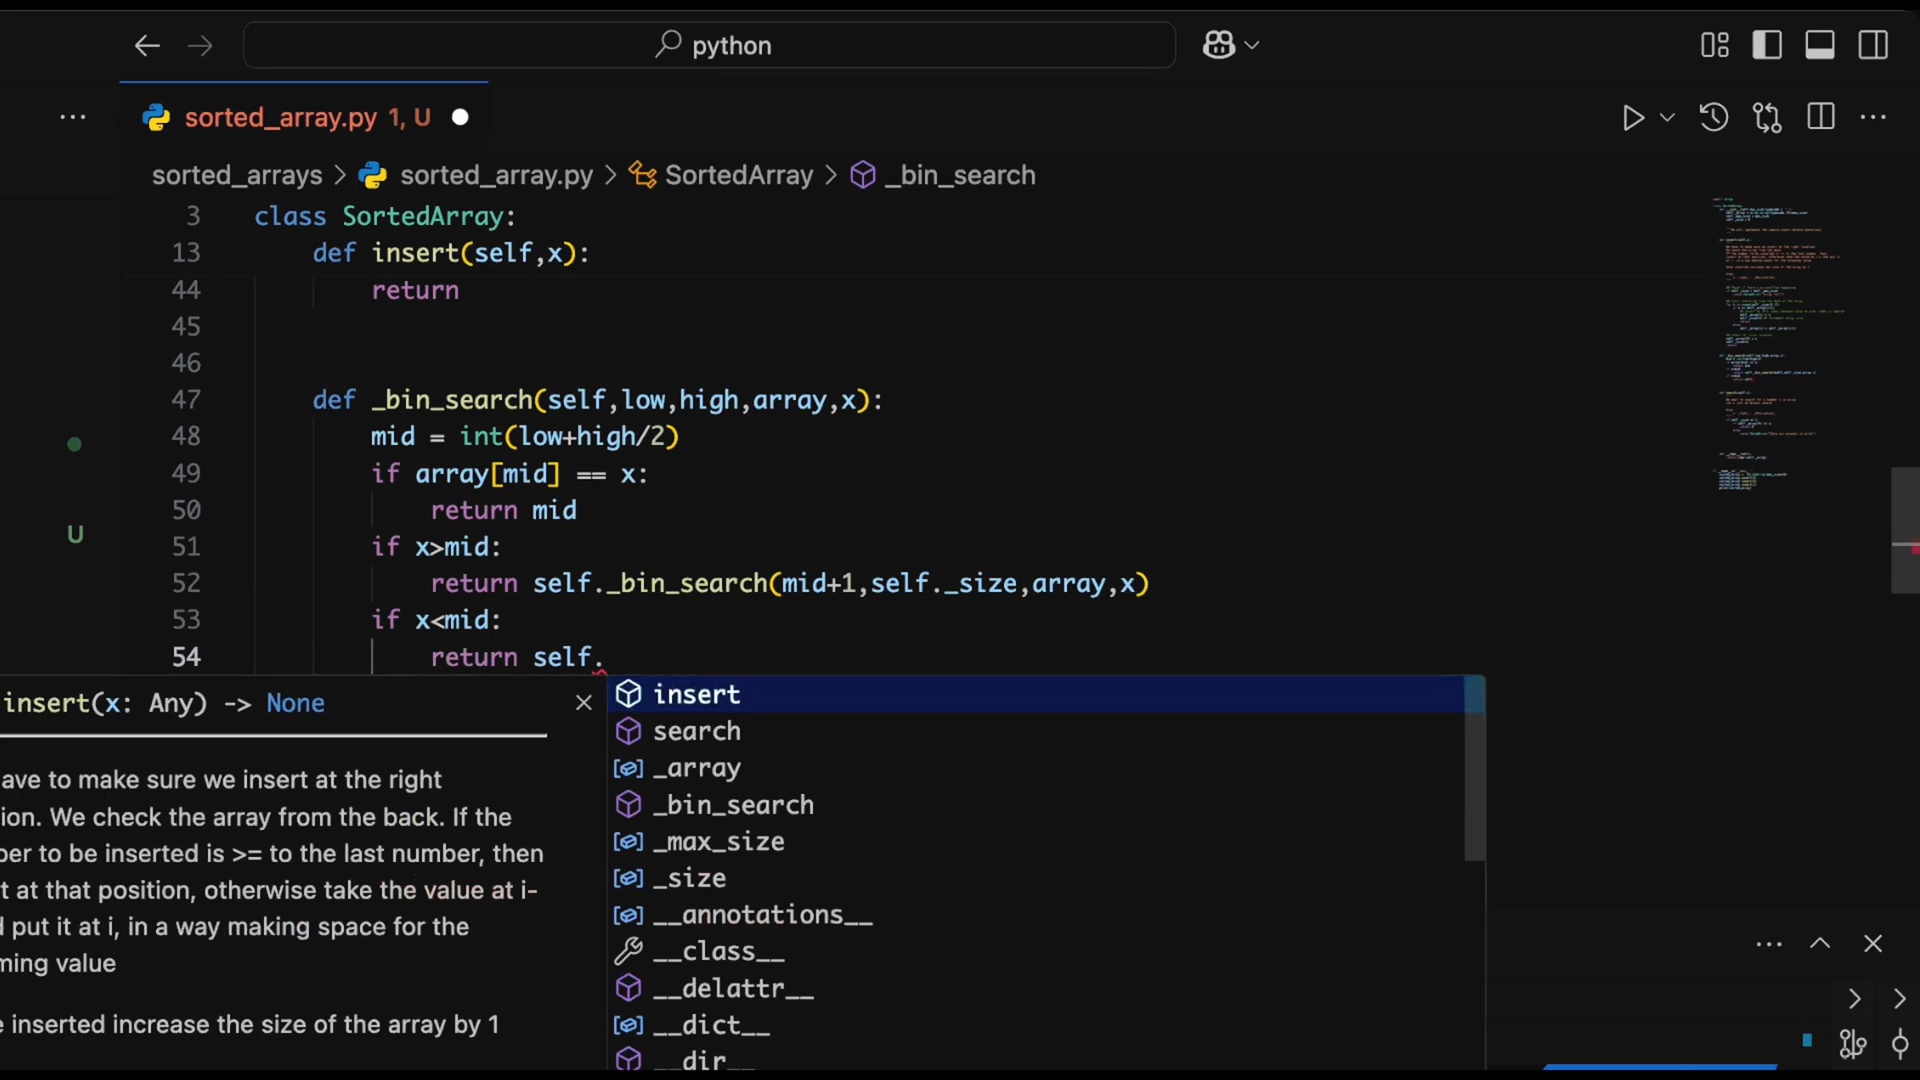 python
sorted_array.py 1, U
sorted_arrays > sorted_array.py > SortedArray > _bin_search
3 class SortedArray:
13 def insert(self,x):
44 return
45
46
47 def _bin_search(self,low,high,array,x):
48 mid = int(low+high/2)
49 if array[mid] == x:
50 return mid
51 if x>mid:
52 return self._bin_search(mid+1,self._size,array,x)
53 if x<mid:
54 return self.
U
insert(x: Any) -> None
ave to make sure we insert at the right
ion. We check the array from the back. If the
ber to be inserted is >= to the last number, then
t at that position, otherwise take the value at i-
d put it at i, in a way making space for the
ming value
e inserted increase the size of the array by 1
insert
search
_array
_bin_search
_max_size
_size
__annotations__
__class__
__delattr__
__dict__
__dir__